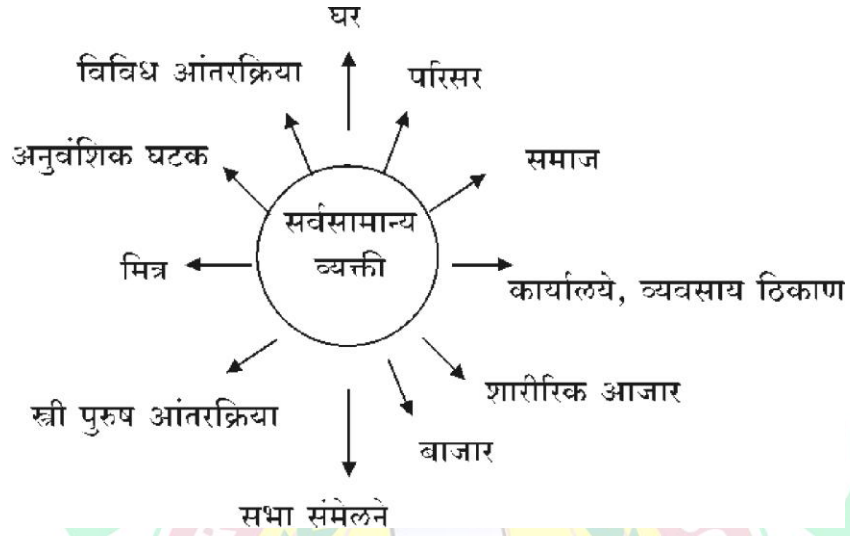 घर
विविध आंतरक्रिया
परिसर
अनुवंशिक घटक
समाज
सर्वसामान्य
व्यक्ती
मित्र
कार्यालये, व्यवसाय ठिकाण
शारीरिक आजार
स्त्री पुरुष आंतरक्रिया
बाजार
सभा संमेलने